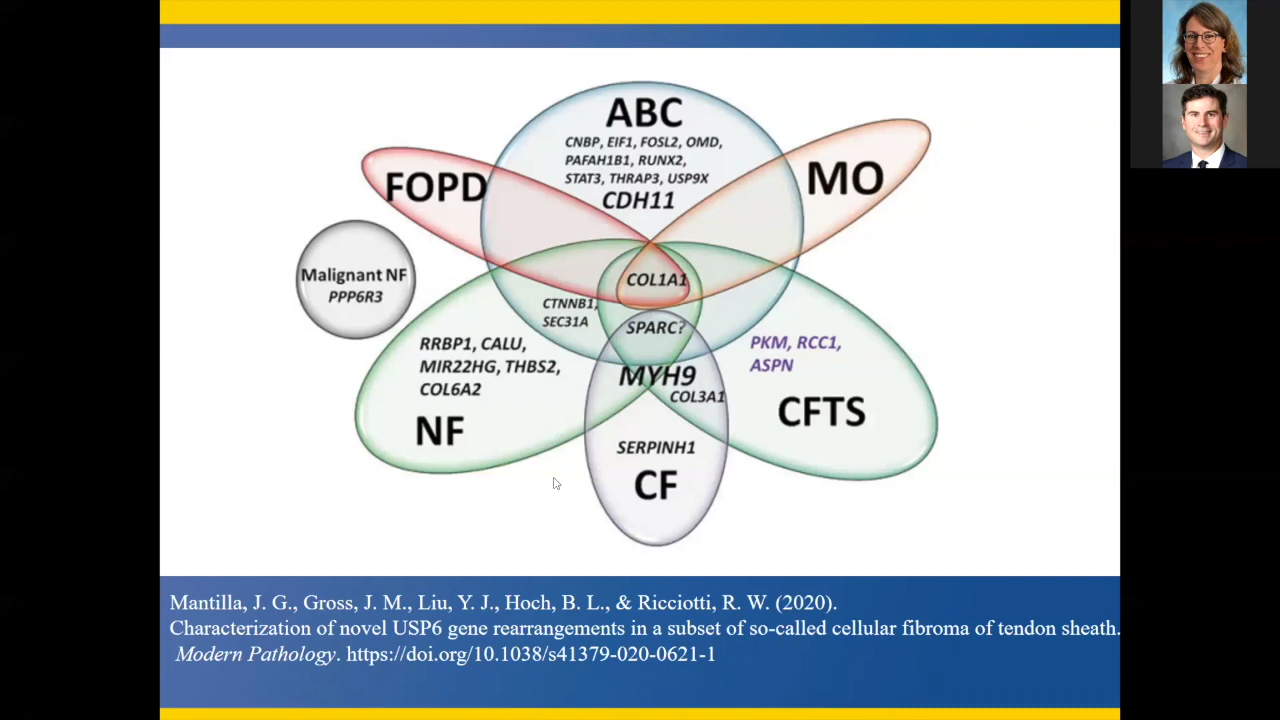 ABC
CNBP, EIF1, FOSL2, OMD,
PAFAH1B1, RUNX2,
STAT3, THRAP3, USP9X
CDH11
FOPD
MO
Malignant NF
PPP6R3
COL1A1
CTNNB1,
SEC31A
SPARC?
RRBP1, CALU,
MIR22HG, THBS2,
COL6A2
NF
PKM, RCC1,
ASPN
CFTS
MYH9
COL3A1
SERPINH1
CF
Mantilla, J. G., Gross, J. M., Liu, Y. J., Hoch, B. L., & Ricciotti, R. W. (2020).
Characterization of novel USP6 gene rearrangements in a subset of so-called cellular fibroma of tendon sheath.
Modern Pathology. https://doi.org/10.1038/s41379-020-0621-1